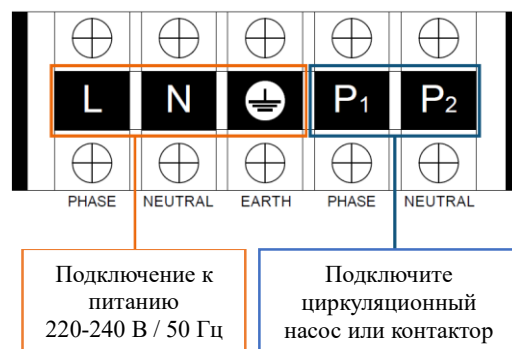 L N P1 P2
PHASE NEUTRAL EARTH PHASE NEUTRAL
Подключение к
питанию
220-240 В / 50 Гц
Подключите
циркуляционный
насос или контактор